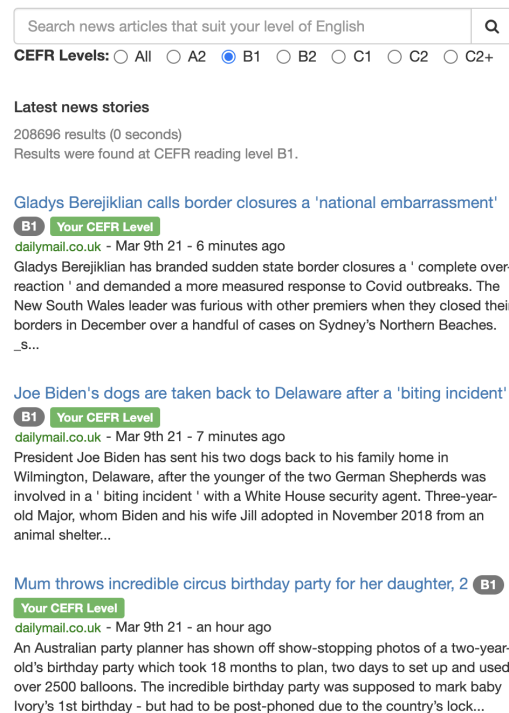 Search news articles that suit your level of English
CEFR Levels: All A2 B1 B2 C1 C2 C2+
Latest news stories
208696 results (0 seconds)
Results were found at CEFR reading level B1.
Gladys Berejiklian calls border closures a 'national embarrassment'
B1 Your CEFR Level
dailymail.co.uk - Mar 9th 21 - 6 minutes ago
Gladys Berejiklian has branded sudden state border closures a ' complete over-
reaction ' and demanded a more measured response to Covid outbreaks. The
New South Wales leader was furious with other premiers when they closed thei
borders in December over a handful of cases on Sydney’s Northern Beaches.
_s...
Joe Biden's dogs are taken back to Delaware after a 'biting incident'
B1 Your CEFR Level
dailymail.co.uk - Mar 9th 21 - 7 minutes ago
President Joe Biden has sent his two dogs back to his family home in
Wilmington, Delaware, after the younger of the two German Shepherds was
involved in a ' biting incident ' with a White House security agent. Three-year-
old Major, whom Biden and his wife Jill adopted in November 2018 from an
animal shelter...
Mum throws incredible circus birthday party for her daughter, 2 B1
Your CEFR Level
dailymail.co.uk - Mar 9th 21 - an hour ago
An Australian party planner has shown off show-stopping photos of a two-year-
old’s birthday party which took 18 months to plan, two days to set up and used
over 2500 balloons. The incredible birthday party was supposed to mark baby
Ivory’s 1st birthday - but had to be post-phoned due to the country’s lock...